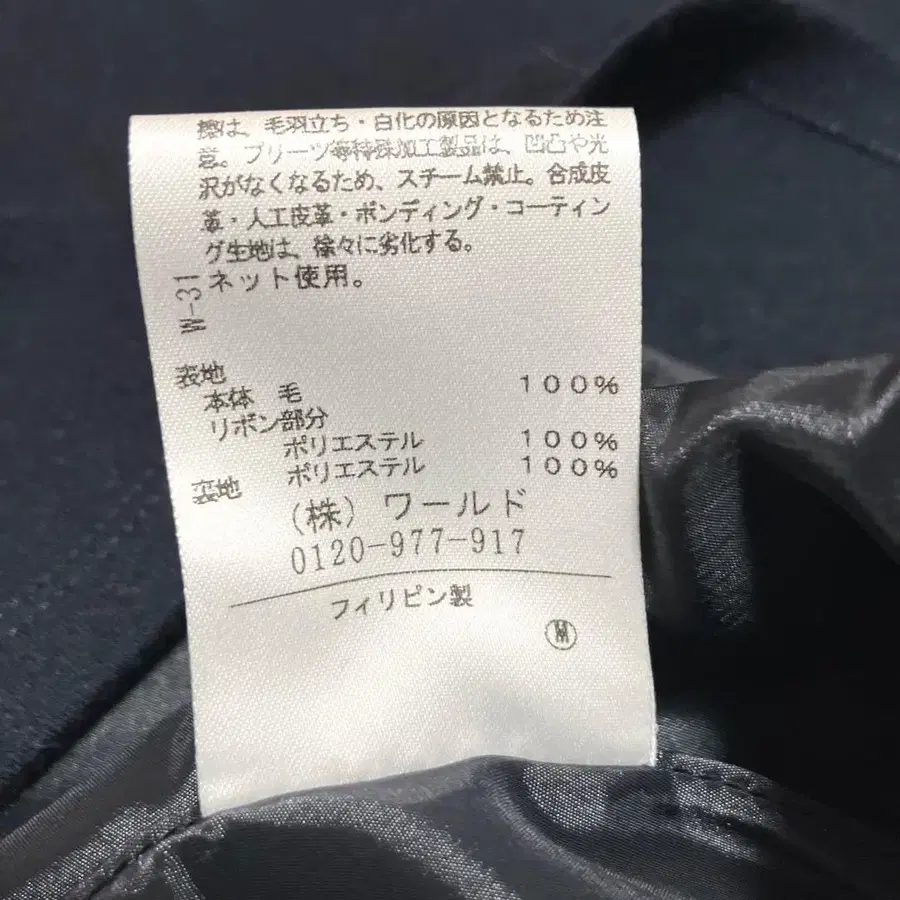 擦は、毛羽立ち・白化の原因となるため注
意。プリーツ等特殊加工製品は、凹凸や光
沢がなくなるため、スチーム禁止。合成皮
革・人工皮革・ボンディング・コーティン
グ生地は、徐々に劣化する。
ネット使用。
W-31
表地
本体 毛 100%
リボン部分
ポリエステル 100%
裏地 ポリエステル 100%
(株) ワールド
0120-977-917
フィリピン製
M